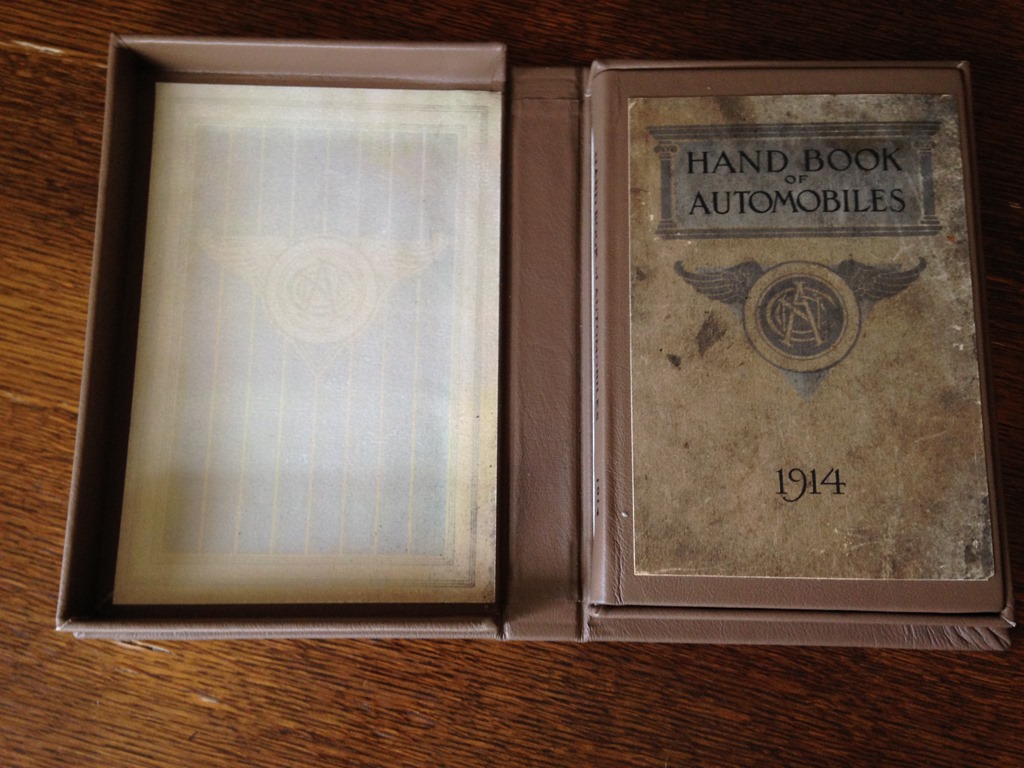 HAND BOOK
OF
AUTOMOBILES
1914